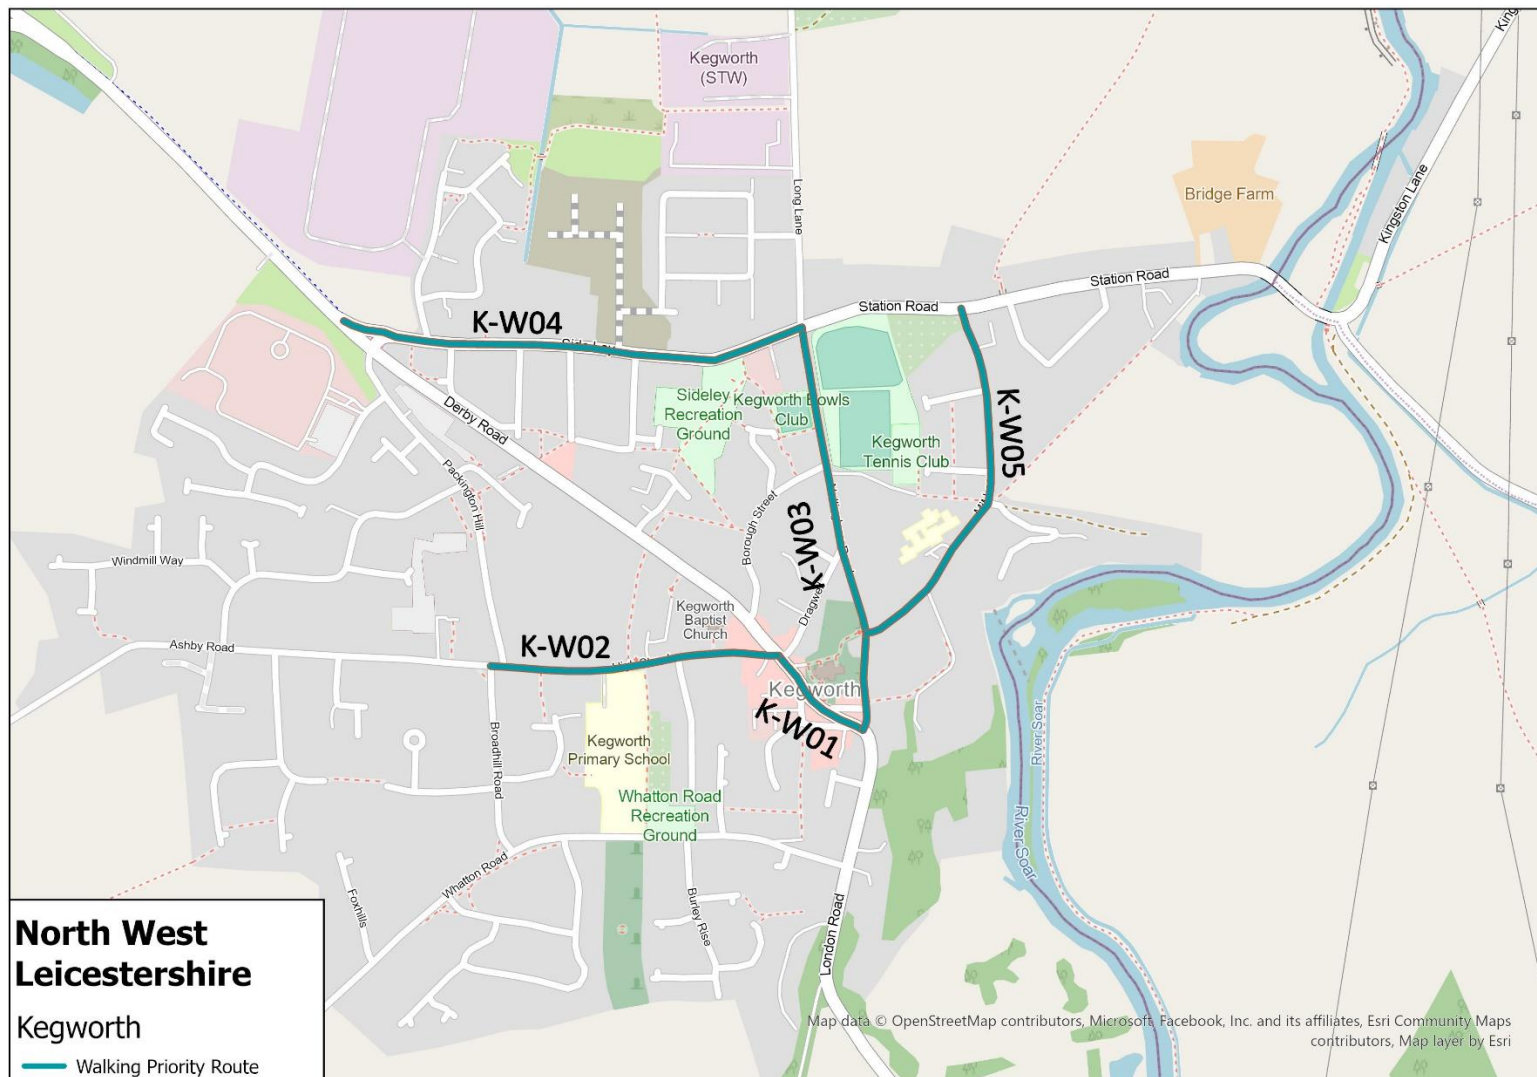 Kegworth
(STW)
Long Lane
Bridge Farm
Kingston Lane
Station Road
Station Road
K-W04
Sideley
Recreation
Ground
Kegworth Bowls
Club
Kegworth
Tennis Club
K-W05
Derby Road
Packington Hill
Borough Street
K-W03
Windmill Way
Kegworth
Baptist
Church
Ashby Road
K-W02
Kegworth
K-W01
Kegworth
Primary School
Broadhill Road
Whatton Road
Recreation
Ground
River Soar
River Soar
Whatton Road
Foxhills
Burley Rise
London Road
North West
Leicestershire
Kegworth
Walking Priority Route
Map data © OpenStreetMap contributors, Microsoft, Facebook, Inc. and its affiliates, Esri Community Maps
contributors, Map layer by Esri